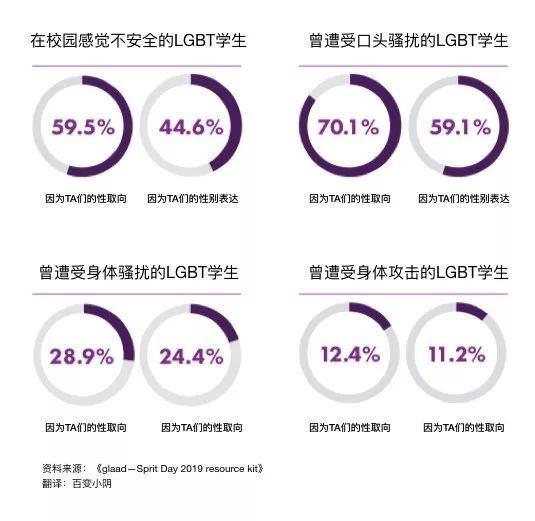 在校园感觉不安全的LGBT学生
59.5%
44.6%
因为TA们的性取向
因为TA们的性别表达
曾遭受口头骚扰的LGBT学生
70.1%
59.1%
因为TA们的性取向
因为TA们的性别表达
曾遭受身体骚扰的LGBT学生
28.9%
24.4%
因为TA们的性取向
因为TA们的性取向
曾遭受身体攻击的LGBT学生
12.4%
11.2%
因为TA们的性取向
因为TA们的性取向
资料来源：《glaad—Sprit Day 2019 resource kit》
翻译：百变小阴